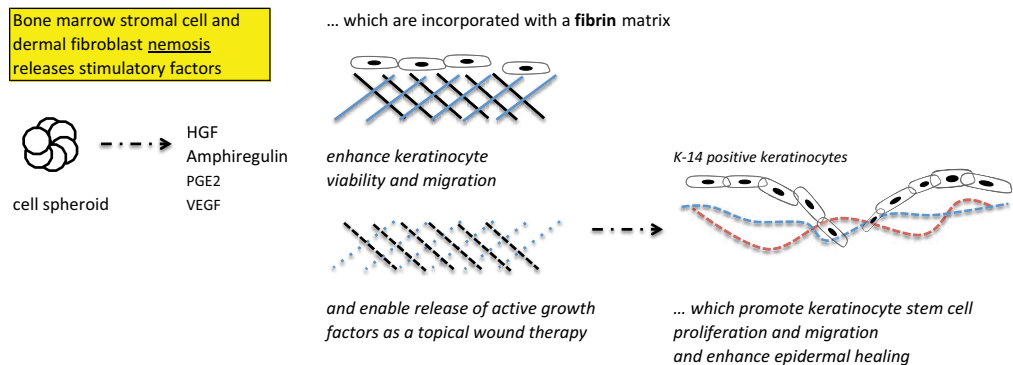 Bone marrow stromal cell and
dermal fibroblast nemosis
releases stimulatory factors
cell spheroid
HGF
Amphiregulin
PGE2
VEGF
... which are incorporated with a fibrin matrix
enhance keratinocyte
viability and migration
and enable release of active growth
factors as a topical wound therapy
K-14 positive keratinocytes
... which promote keratinocyte stem cell
proliferation and migration
and enhance epidermal healing